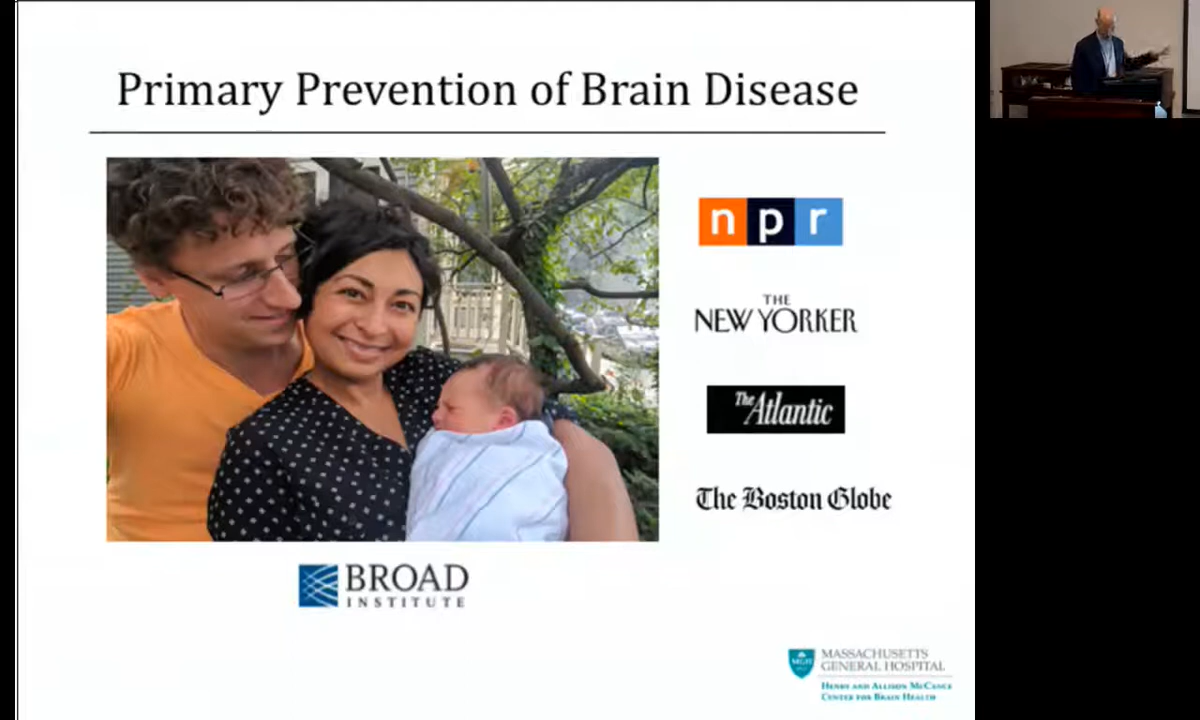 Primary Prevention of Brain Disease
npr
THE
NEW YORKER
The Atlantic
The Boston Globe
BROAD
INSTITUTE
MGH
MASSACHUSETTS
GENERAL HOSPITAL
HENRY AND ALLISON MCCANCE
CENTER FOR BRAIN HEALTH